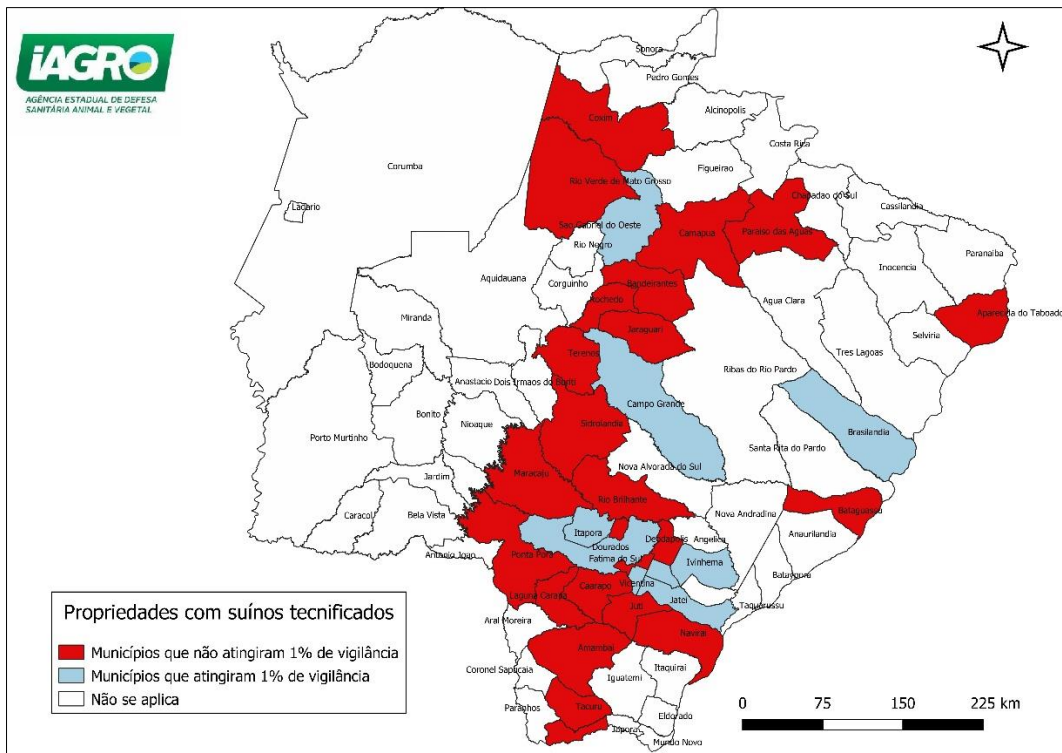 iAGRO
AGÊNCIA ESTADUAL DE DEFESA
SANITÁRIA ANIMAL E VEGETAL
Sonora
Pedro Gomes
Coxim
Alcinopolis
Costa Rica
Corumba
Figueirao
Rio Verde de Mato Grosso
Ladario
Chapadao do Sul
Cassilandia
Sao Gabriel do Oeste
Camapua
Paraiso das Aguas
Rio Negro
Paranaiba
Inocencia
Aquidauana
Corguinho
Bandeirantes
Rochedo
Agua Clara
Aparecida do Taboado
Miranda
Jaraguari
Selviria
Terenos
Tres Lagoas
Bodoquena
Ribas do Rio Pardo
Anastacio
Dois Irmaos do Buriti
Campo Grande
Bonito
Nioaque
Sidrolandia
Brasilandia
Porto Murtinho
Santa Rita do Pardo
Nova Alvorada do Sul
Maracaju
Jardim
Rio Brilhante
Bataguassu
Caracol
Bela Vista
Nova Andradina
Itapora
Deodapolis
Angelica
Anaurilandia
Dourados
Antonio Joao
Ponta Pora
Fatima do Sul
Ivinhema
Batayopora
Vicentina
Caarapo
Laguna Carapa
Jatei
Taquarussu
Juti
Aral Moreira
Navirai
Amambai
Coronel Sapucaia
Itaquirai
Iguatemi
Paranhos
Tacuru
Eldorado
Japora
Mundo Novo
Propriedades com suínos tecnificados
Municípios que não atingiram 1% de vigilância
Municípios que atingiram 1% de vigilância
Não se aplica
0 75 150 225 km